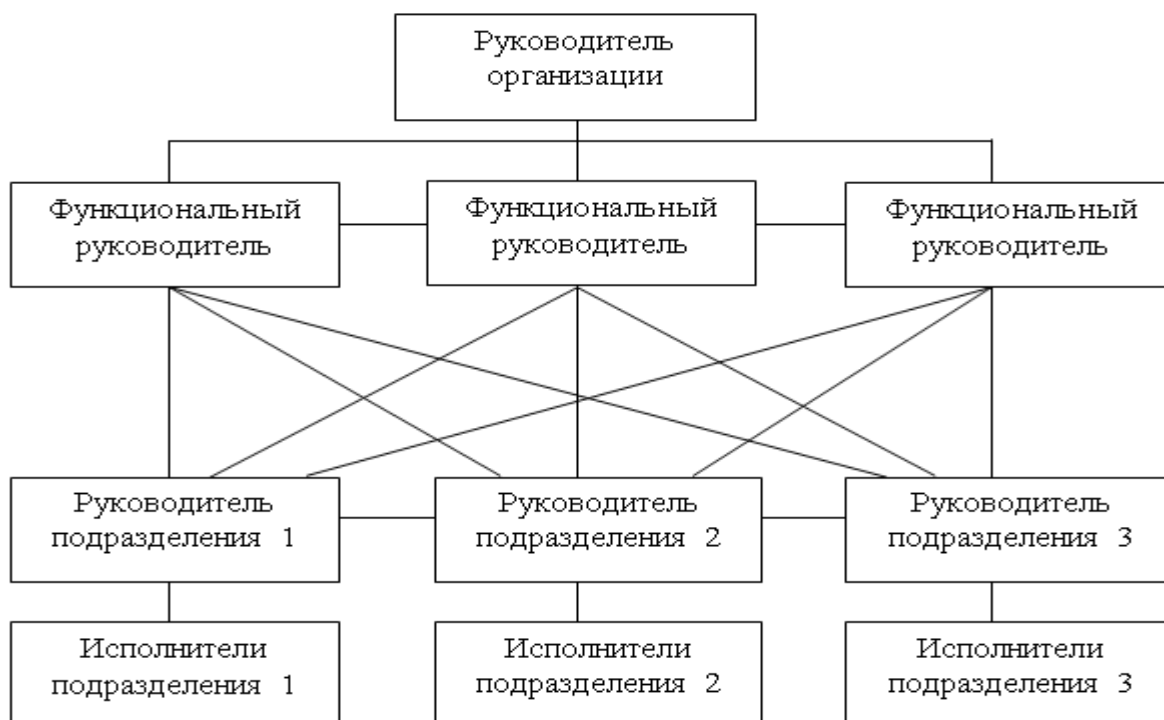 Руководитель
организации
Функциональный
руководитель
Функциональный
руководитель
Функциональный
руководитель
Руководитель
подразделения 1
Руководитель
подразделения 2
Руководитель
подразделения 3
Исполнители
подразделения 1
Исполнители
подразделения 2
Исполнители
подразделения 3